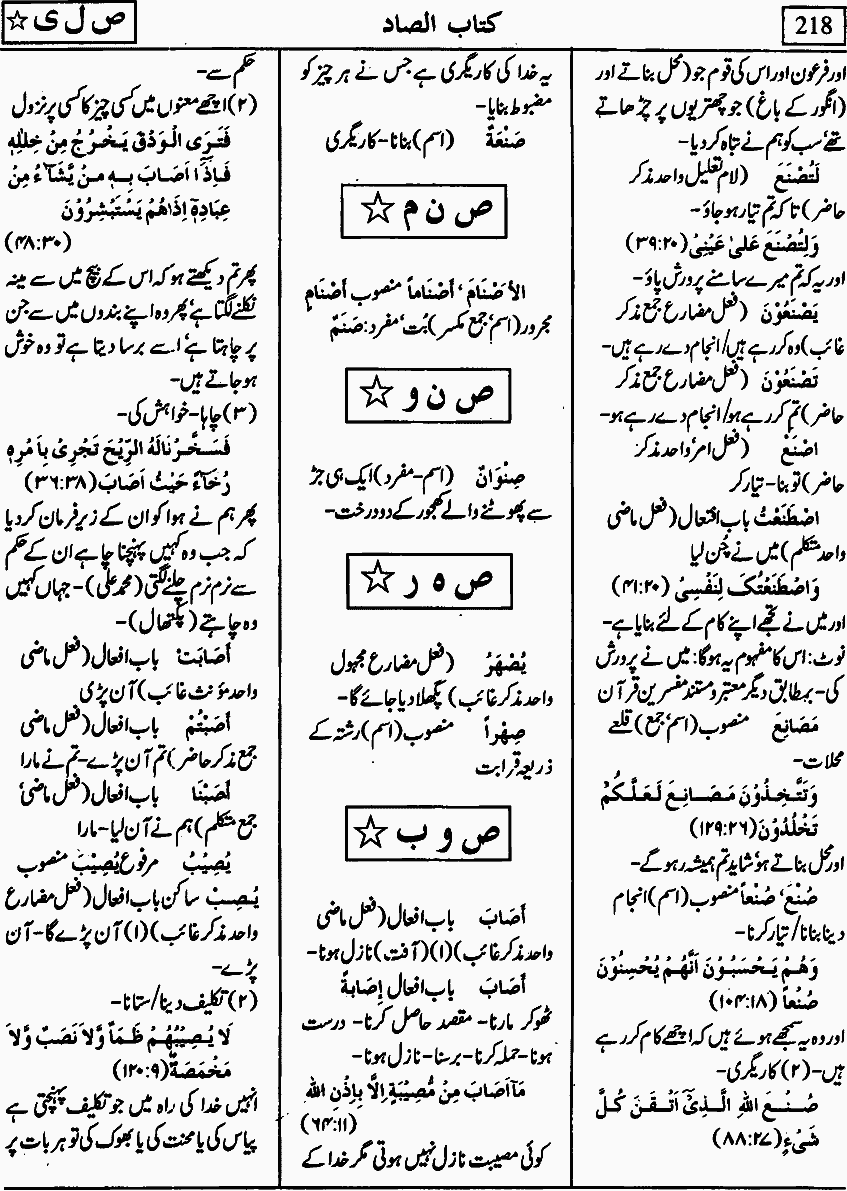 218
کتاب الصاد
ص ل ی ☆
اور فرعون اور اس کی قوم جو (محل بناتے اور
(انگور کے باغ) جو چھتریوں پر چڑھاتے
تھے' سب کو ہم نے تباہ کر دیا-
لَتُصْنَعَ (لام تعلیل واحد مذکر
حاضر) تاکہ تم تیار ہو جاؤ-
وَلِتُصْنَعَ عَلىٰ عَيْنِىْ (۳۹:۲۰)
اور یہ کہ تم میرے سامنے پرورش پاؤ-
يَصْنَعُوْنَ (فعل مضارع جمع مذکر
غائب) وہ کر رہے ہیں/ انجام دے رہے ہیں-
تَصْنَعُوْنَ (فعل مضارع جمع مذکر
حاضر) تم کر رہے ہو/ انجام دے رہے ہو-
اصْنَعْ (فعل امر' واحد مذکر
حاضر) تو بنا- تیار کر
اصْطَنَعْتُ باب افتعال (فعل ماضی
واحد متکلم) میں نے چُن لیا
وَاصْطَنَعْتُکَ لِنَفْسِىْ (۴۱:۲۰)
اور میں نے تجھے اپنے کام کے لئے بنایا ہے-
نوٹ: اس کا مفہوم یہ ہوگا: میں نے پرورش
کی- بمطابق دیگر معتبر و مستند مفسرین قرآن
مَصَانِعَ منصوب (اسم' جمع) قلعے
محلات-
وَتَتَّخِذُوْنَ مَصَانِعَ لَعَلَّكُمْ
تَخْلُدُوْنَ (۱۲۹:۲۶)
اور محل بناتے ہو' شاید تم ہمیشہ رہو گے-
صُنْعَ' صُنْعاً منصوب (اسم) انجام
دینا بنانا/ تیار کرنا-
وَهُمْ يَحْسَبُوْنَ اَنَّهُمْ يُحْسِنُوْنَ
صُنْعاً (۱۰۴:۱۸)
اور وہ یہ سمجھے ہوئے ہیں کہ اچھے کام کر رہے
ہیں- (۲) کاریگری-
صُنْعَ اللهِ الَّذِىْٓ اَتْقَنَ كُلَّ
شَىْءٍ (۸۸:۲۷)
یہ خدا کی کاریگری ہے جس نے ہر چیز کو
مضبوط بنایا-
صَنْعَةٌ (اسم) بنانا- کاریگری
ص ن م ☆
الأَصْنَامَ' أَصْنَاماً منصوب أَصْنَامٍ
مجرور (اسم' جمع مکسر) بُت' مفرد: صَنَمٌ
ص ن و ☆
صِنْوَانٌ (اسم- مفرد) ایک ہی جڑ
سے پھوٹنے والے کھجور کے دو درخت-
ص ہ ر ☆
يُصْهَرُ (فعل مضارع مجہول
واحد مذکر غائب) پگھلا دیا جائے گا-
صِهْراً منصوب (اسم) رشتہ کے
ذریعہ قرابت
ص و ب ☆
أَصَابَ باب افعال (فعل ماضی
واحد مذکر غائب) (۱) (آفت) نازل ہونا-
أَصَابَ باب افعال إِصَابةً
ٹھوکر مارنا- مقصد حاصل کرنا- درست
ہونا- حملہ کرنا- برسنا- نازل ہونا-
مَآ اَصَابَ مِنْ مُّصِيْبَةٍ اِلَّا بِاِذْنِ اللهِ
(۶۴:۱۱)
کوئی مصیبت نازل نہیں ہوتی مگر خدا کے
حکم سے-
(۲) اچھے معنوں میں کسی چیز کا کسی پر نزول
فَتَرَى الْوَدْقَ يَخْرُجُ مِنْ خِلٰلِهٖ
فَاِذَآ اَصَابَ بِهٖ مَنْ يَّشَآءُ مِنْ
عِبَادِهٖٓ اِذَاهُمْ يَسْتَبْشِرُوْنَ
(۴۸:۳۰)
پھر تم دیکھتے ہو کہ اس کے بیچ میں سے مینہ
نکلنے لگتا ہے' پھر وہ اپنے بندوں میں سے جن
پر چاہتا ہے' اسے برسا دیتا ہے تو وہ خوش
ہو جاتے ہیں-
(۳) چاہا- خواہش کی-
فَسَخَّرْنَالَهُ الرِّيْحَ تَجْرِىْ بِاَمْرِهٖ
رُخَآءً حَيْثُ اَصَابَ (۳۶:۳۸)
پھر ہم نے ہوا کو ان کے زیر فرمان کر دیا
کہ جب وہ کہیں پہنچنا چاہے ان کے حکم
سے نرم نرم چلنے لگتی (محمد علی)- جہاں کہیں
وہ چاہتے (پکتھال)-
أَصَابَتْ باب افعال (فعل ماضی
واحد مؤنث غائب) آن پڑی
أَصَبْتُمْ باب افعال (فعل ماضی
جمع مذکر حاضر) تم آن پڑے- تم نے مارا
أَصَبْنَا باب افعال (فعل ماضی'
جمع متکلم) ہم نے آن لیا- مارا
يُصِيْبُ مرفوع يُصِيْبَ منصوب
يُصِبْ ساکن باب افعال (فعل مضارع
واحد مذکر غائب) (۱) آن پڑے گا- آن
پڑے-
(۲) تکلیف دینا/ ستانا-
لَا يُصِيْبُهُمْ ظَمَأٌ وَّلاَ نَصَبٌ وَّلاَ
مَخْمَصَةٌ (۱۲۰:۹)
انہیں خدا کی راہ میں جو تکلیف پہنچتی ہے
پیاس کی یا محنت کی یا بھوک کی تو ہر بات پر